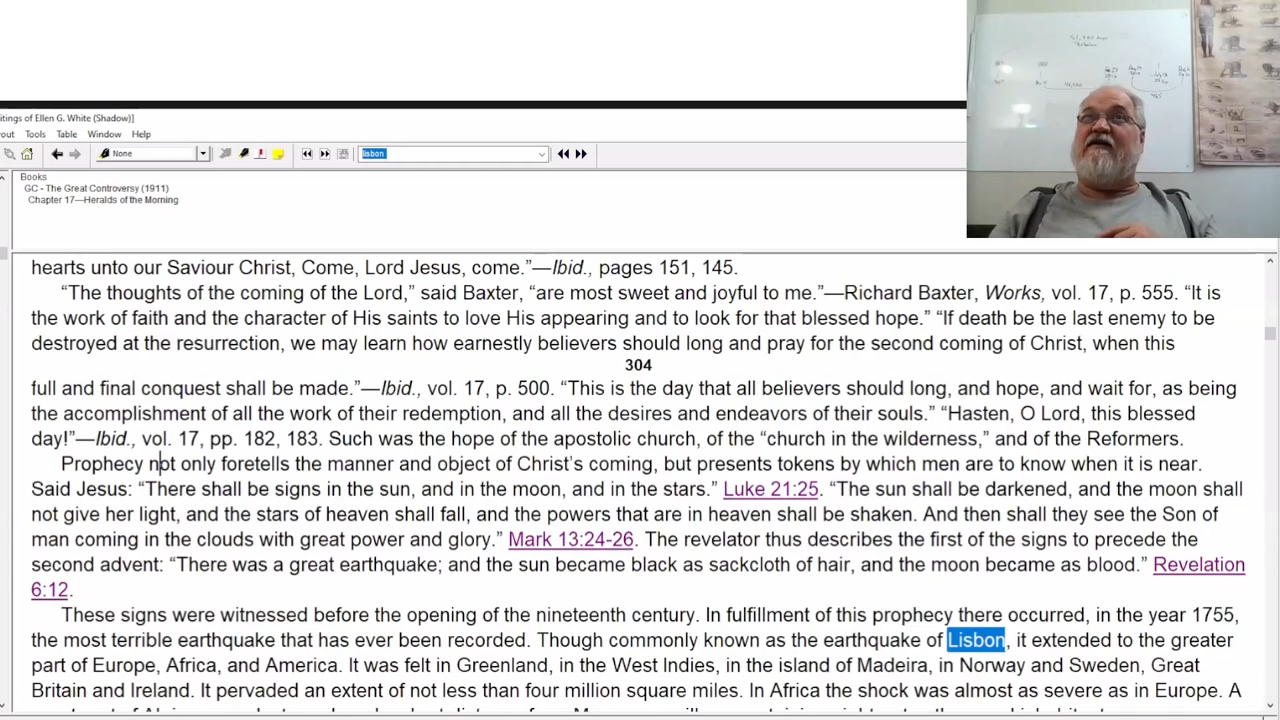 itings of Ellen G. White (Shadow)]
out Tools Table Window Help
None lisbon
Books
GC - The Great Controversy (1911)
Chapter 17—Heralds of the Morning
hearts unto our Saviour Christ, Come, Lord Jesus, come.”—Ibid., pages 151, 145.
“The thoughts of the coming of the Lord,” said Baxter, “are most sweet and joyful to me.”—Richard Baxter, Works, vol. 17, p. 555. “It is
the work of faith and the character of His saints to love His appearing and to look for that blessed hope.” “If death be the last enemy to be
destroyed at the resurrection, we may learn how earnestly believers should long and pray for the second coming of Christ, when this
304
full and final conquest shall be made.”—Ibid., vol. 17, p. 500. “This is the day that all believers should long, and hope, and wait for, as being
the accomplishment of all the work of their redemption, and all the desires and endeavors of their souls.” “Hasten, O Lord, this blessed
day!”—Ibid., vol. 17, pp. 182, 183. Such was the hope of the apostolic church, of the “church in the wilderness,” and of the Reformers.
Prophecy not only foretells the manner and object of Christ’s coming, but presents tokens by which men are to know when it is near.
Said Jesus: “There shall be signs in the sun, and in the moon, and in the stars.” Luke 21:25. “The sun shall be darkened, and the moon shall
not give her light, and the stars of heaven shall fall, and the powers that are in heaven shall be shaken. And then shall they see the Son of
man coming in the clouds with great power and glory.” Mark 13:24-26. The revelator thus describes the first of the signs to precede the
second advent: “There was a great earthquake; and the sun became black as sackcloth of hair, and the moon became as blood.” Revelation
6:12.
These signs were witnessed before the opening of the nineteenth century. In fulfillment of this prophecy there occurred, in the year 1755,
the most terrible earthquake that has ever been recorded. Though commonly known as the earthquake of Lisbon, it extended to the greater
part of Europe, Africa, and America. It was felt in Greenland, in the West Indies, in the island of Madeira, in Norway and Sweden, Great
Britain and Ireland. It pervaded an extent of not less than four million square miles. In Africa the shock was almost as severe as in Europe. A